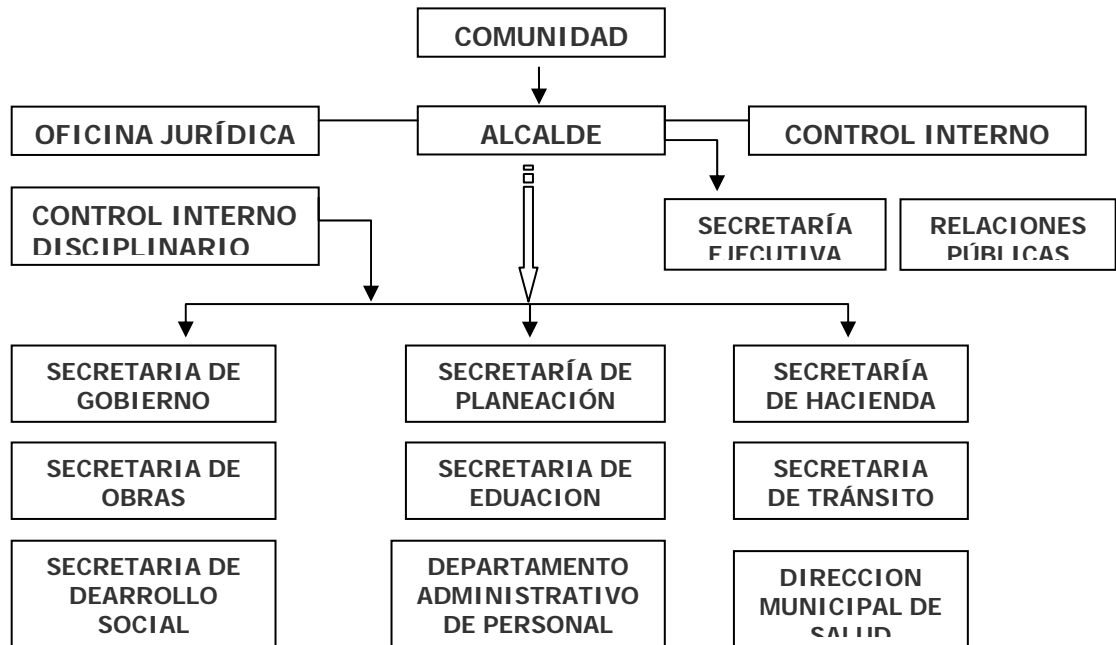 COMUNIDAD
OFICINA JURÍDICA
ALCALDE
CONTROL INTERNO
CONTROL INTERNO
DISCIPLINARIO
SECRETARÍA
EJECUTIVA
RELACIONES
PÚBLICAS
SECRETARIA DE
GOBIERNO
SECRETARÍA DE
PLANEACIÓN
SECRETARÍA
DE HACIENDA
SECRETARIA DE
OBRAS
SECRETARIA DE
EDUACION
SECRETARIA
DE TRÁNSITO
SECRETARIA DE
DEARROLLO
SOCIAL
DEPARTAMENTO
ADMINISTRATIVO
DE PERSONAL
DIRECCION
MUNICIPAL DE
SALUD